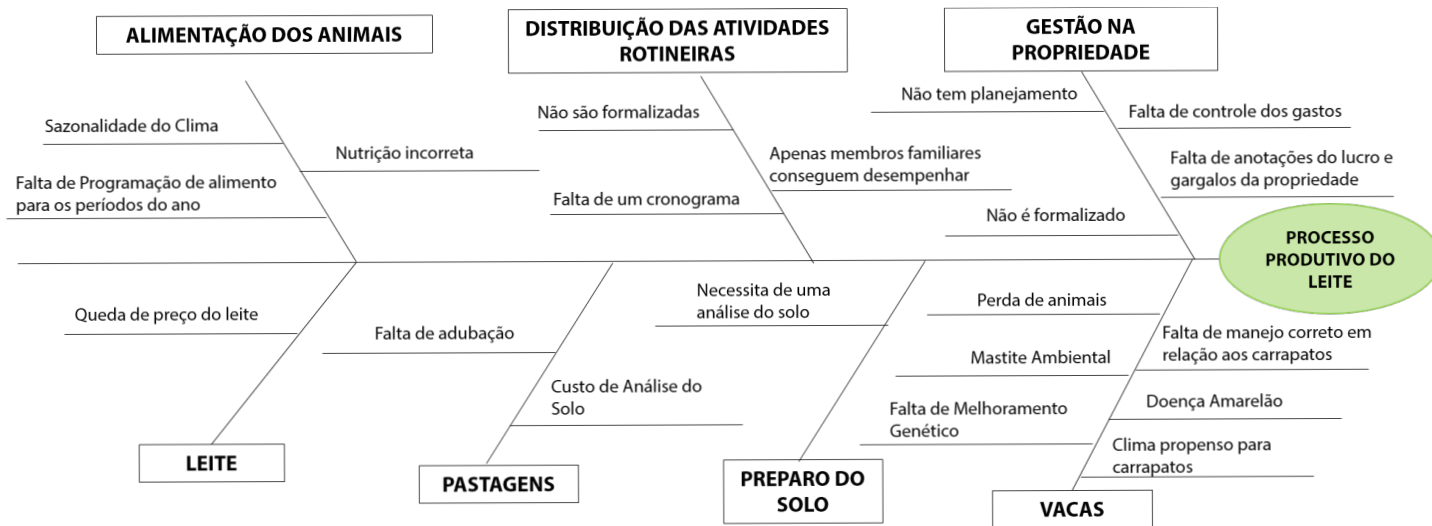 ALIMENTAÇÃO DOS ANIMAIS
Sazonalidade do Clima
Nutrição incorreta
Falta de Programação de alimento
para os períodos do ano
DISTRIBUIÇÃO DAS ATIVIDADES
ROTINEIRAS
Não são formalizadas
Apenas membros familiares
conseguem desempenhar
Falta de um cronograma
GESTÃO NA
PROPRIEDADE
Não tem planejamento
Falta de controle dos gastos
Falta de anotações do lucro e
gargalos da propriedade
Não é formalizado
PROCESSO
PRODUTIVO DO
LEITE
Queda de preço do leite
LEITE
Falta de adubação
Custo de Análise do
Solo
PASTAGENS
Necessita de uma
análise do solo
PREPARO DO
SOLO
Perda de animais
Falta de manejo correto em
relação aos carrapatos
Mastite Ambiental
Doença Amarelão
Falta de Melhoramento
Genético
Clima propenso para
carrapatos
VACAS